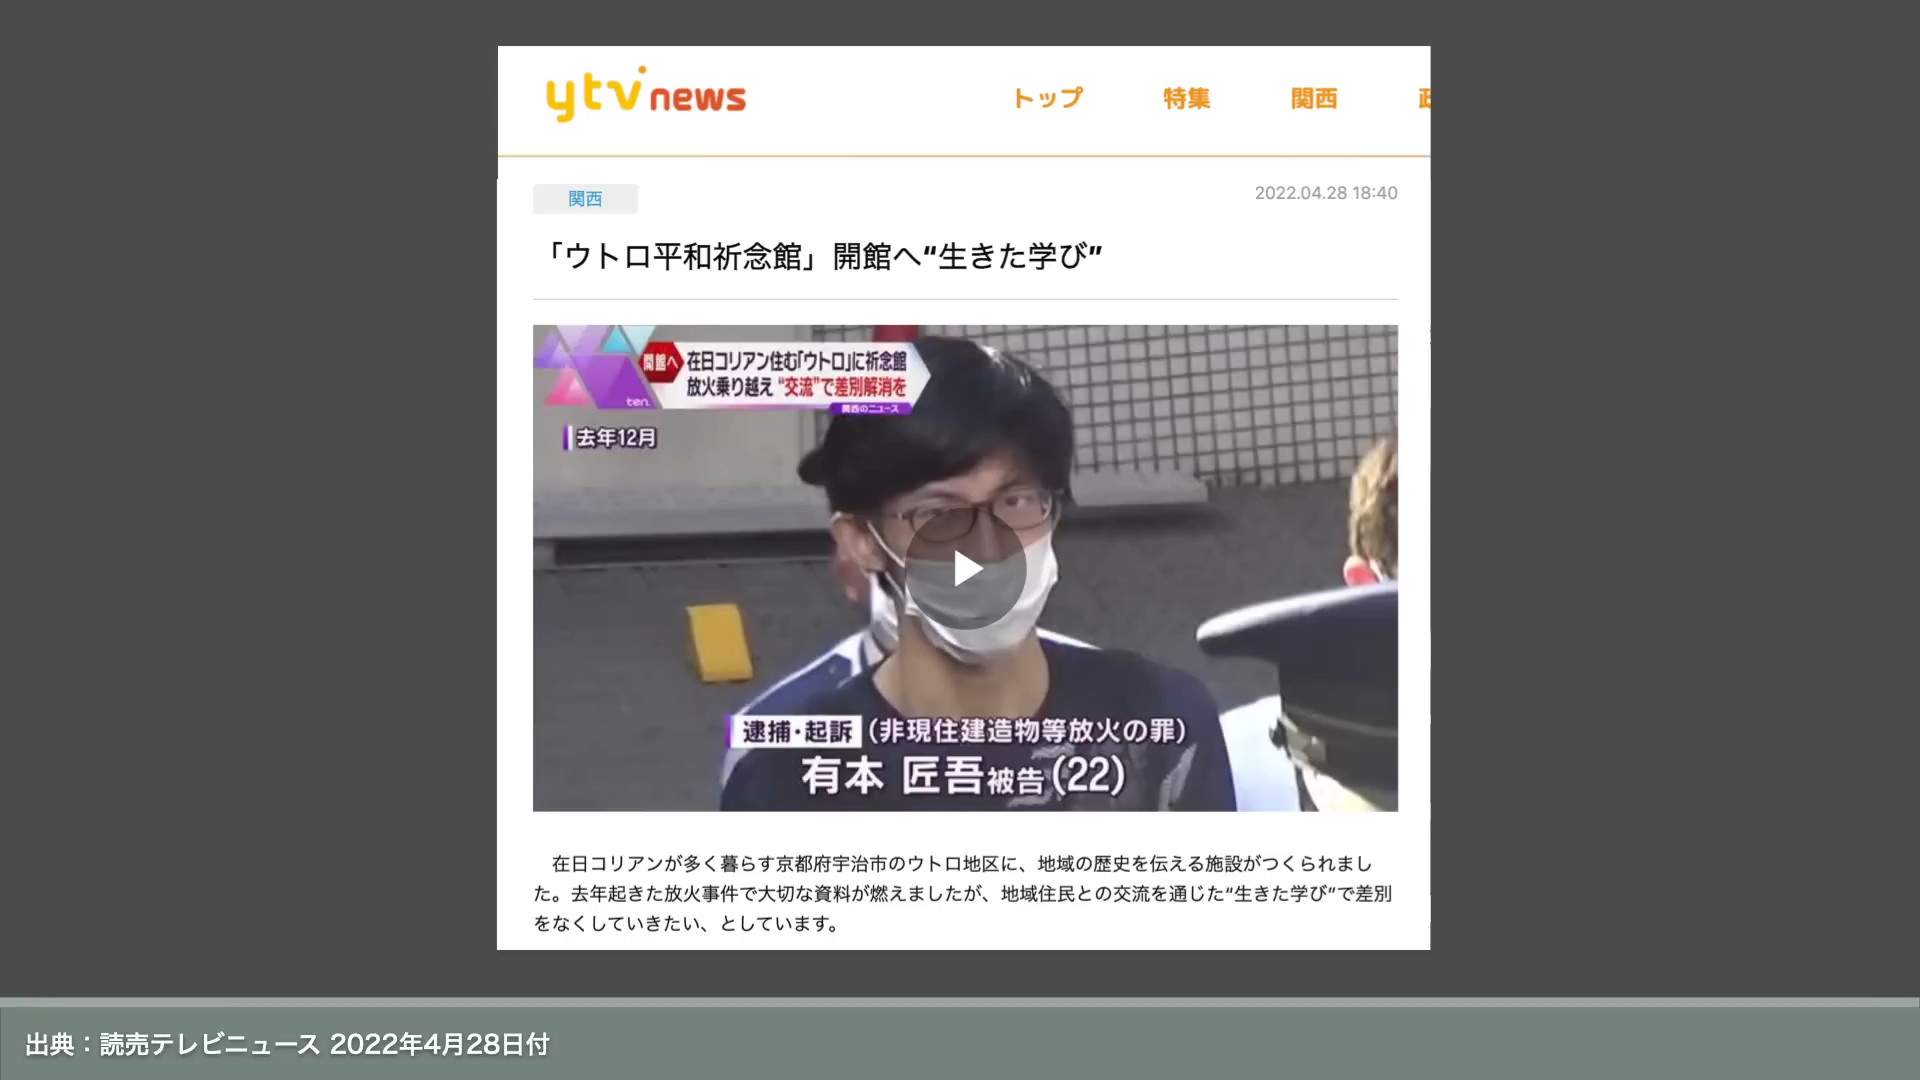 ytv news
トップ 特集 関西
関西
2022.04.28 18:40
「ウトロ平和祈念館」開館へ“生きた学び”
開館へ
在日コリアン住む「ウトロ」に祈念館
放火乗り越え “交流”で差別解消を
ten.
関西のニュース
去年12月
逮捕・起訴 (非現住建造物等放火の罪)
有本 匠吾被告(22)
在日コリアンが多く暮らす京都府宇治市のウトロ地区に、地域の歴史を伝える施設がつくられまし
た。去年起きた放火事件で大切な資料が燃えましたが、地域住民との交流を通じた“生きた学び”で差別
をなくしていきたい、としています。
出典：読売テレビニュース 2022年4月28日付